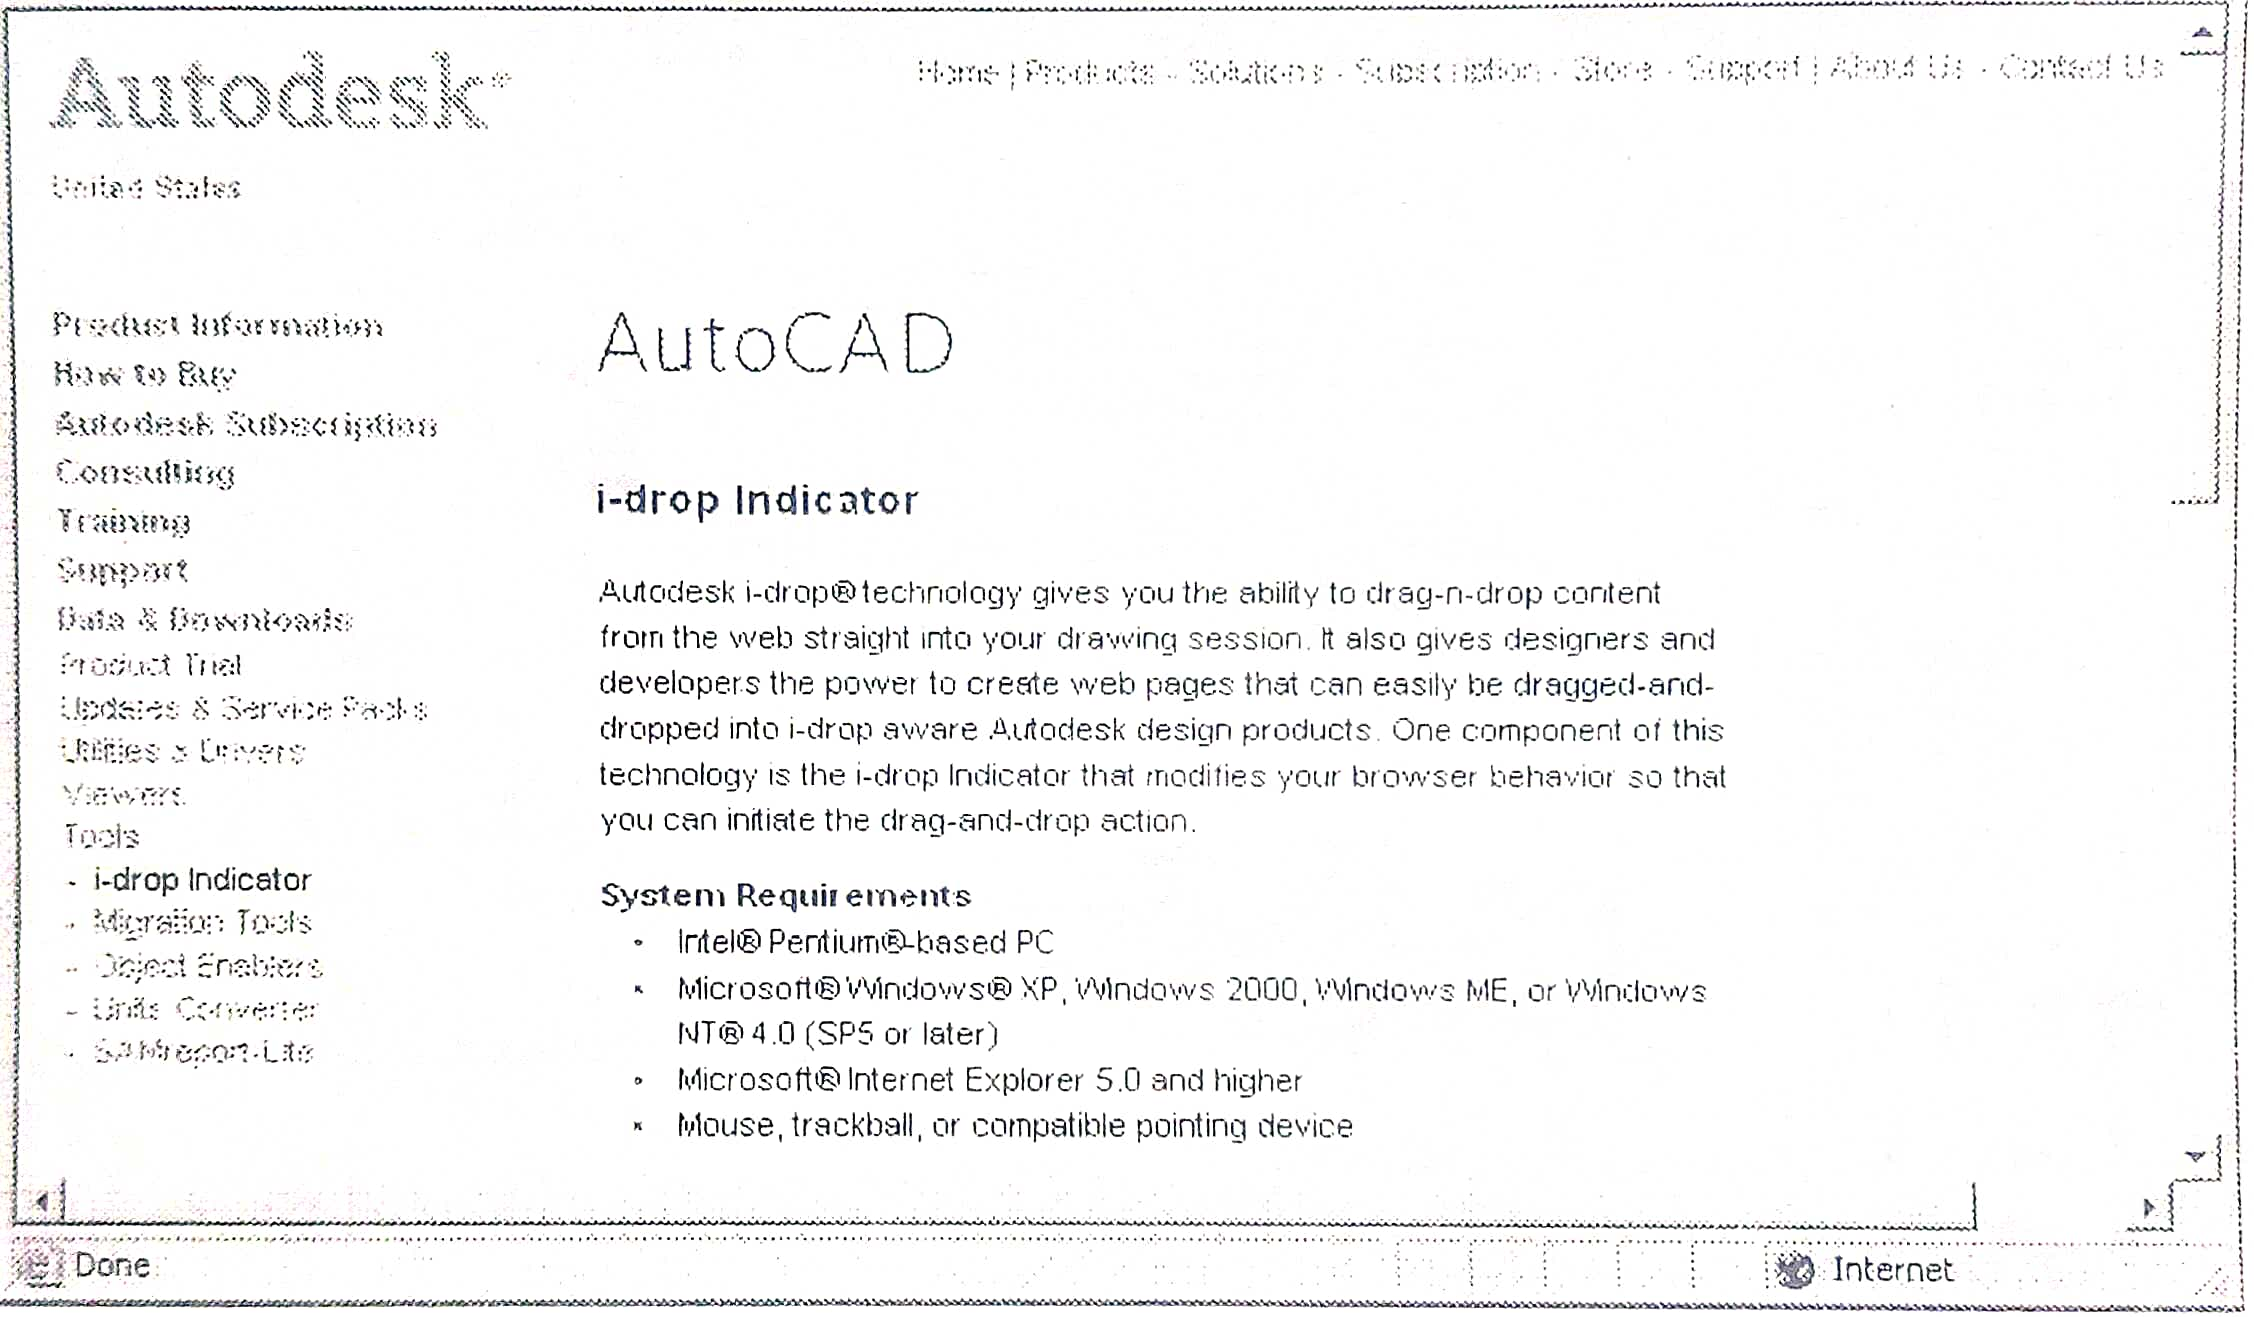 Autodesk®
Home | Products - Solutions - Subscription - Store - Support | About Us - Contact Us
United States
Product Information
How to Buy
Autodesk Subscription
Consulting
Training
Support
Data & Downloads
Product Trial
Updates & Service Packs
Utilities & Drivers
Viewers
Tools
- i-drop Indicator
- Migration Tools
- Object Enablers
- Units Converter
- SAMreport-Lite
AutoCAD
i-drop Indicator
Autodesk i-drop® technology gives you the ability to drag-n-drop content
from the web straight into your drawing session. It also gives designers and
developers the power to create web pages that can easily be dragged-and-
dropped into i-drop aware Autodesk design products. One component of this
technology is the i-drop Indicator that modifies your browser behavior so that
you can initiate the drag-and-drop action.
System Requirements
• Intel® Pentium®-based PC
• Microsoft® Windows® XP, Windows 2000, Windows ME, or Windows
NT® 4.0 (SP5 or later)
• Microsoft® Internet Explorer 5.0 and higher
• Mouse, trackball, or compatible pointing device
Done
Internet